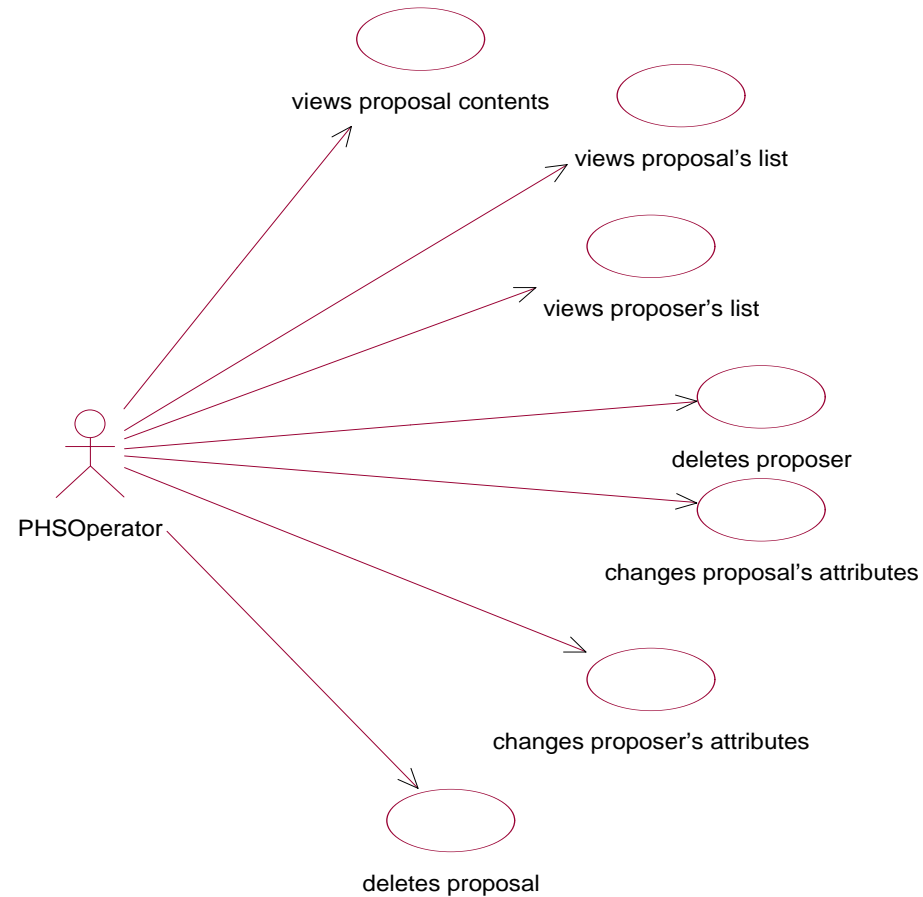 views proposal contents
views proposal's list
views proposer's list
deletes proposer
PHSOperator
changes proposal's attributes
changes proposer's attributes
deletes proposal